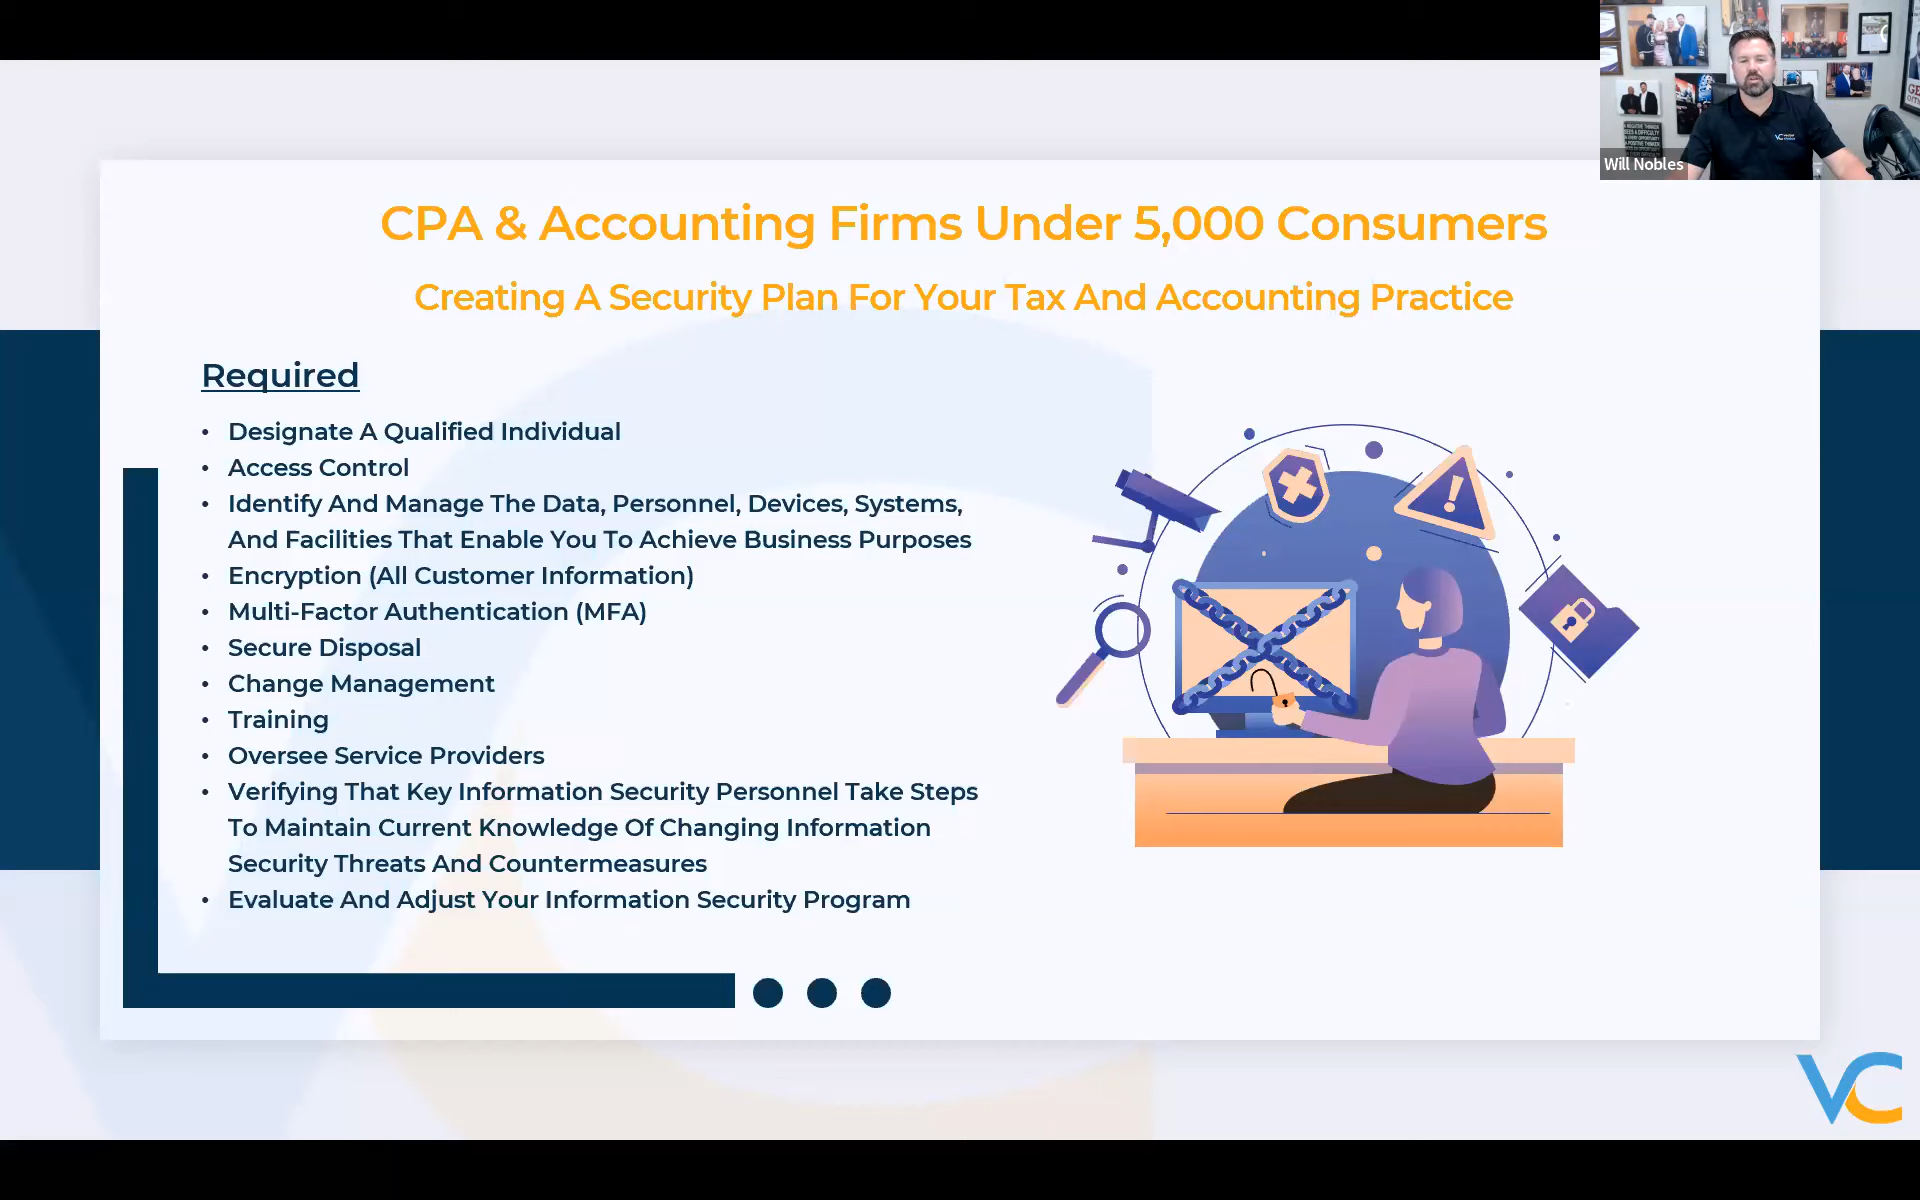 Will Nobles
CPA & Accounting Firms Under 5,000 Consumers
Creating A Security Plan For Your Tax And Accounting Practice
Required
• Designate A Qualified Individual
• Access Control
• Identify And Manage The Data, Personnel, Devices, Systems,
And Facilities That Enable You To Achieve Business Purposes
• Encryption (All Customer Information)
• Multi-Factor Authentication (MFA)
• Secure Disposal
• Change Management
• Training
• Oversee Service Providers
• Verifying That Key Information Security Personnel Take Steps
To Maintain Current Knowledge Of Changing Information
Security Threats And Countermeasures
• Evaluate And Adjust Your Information Security Program
VC